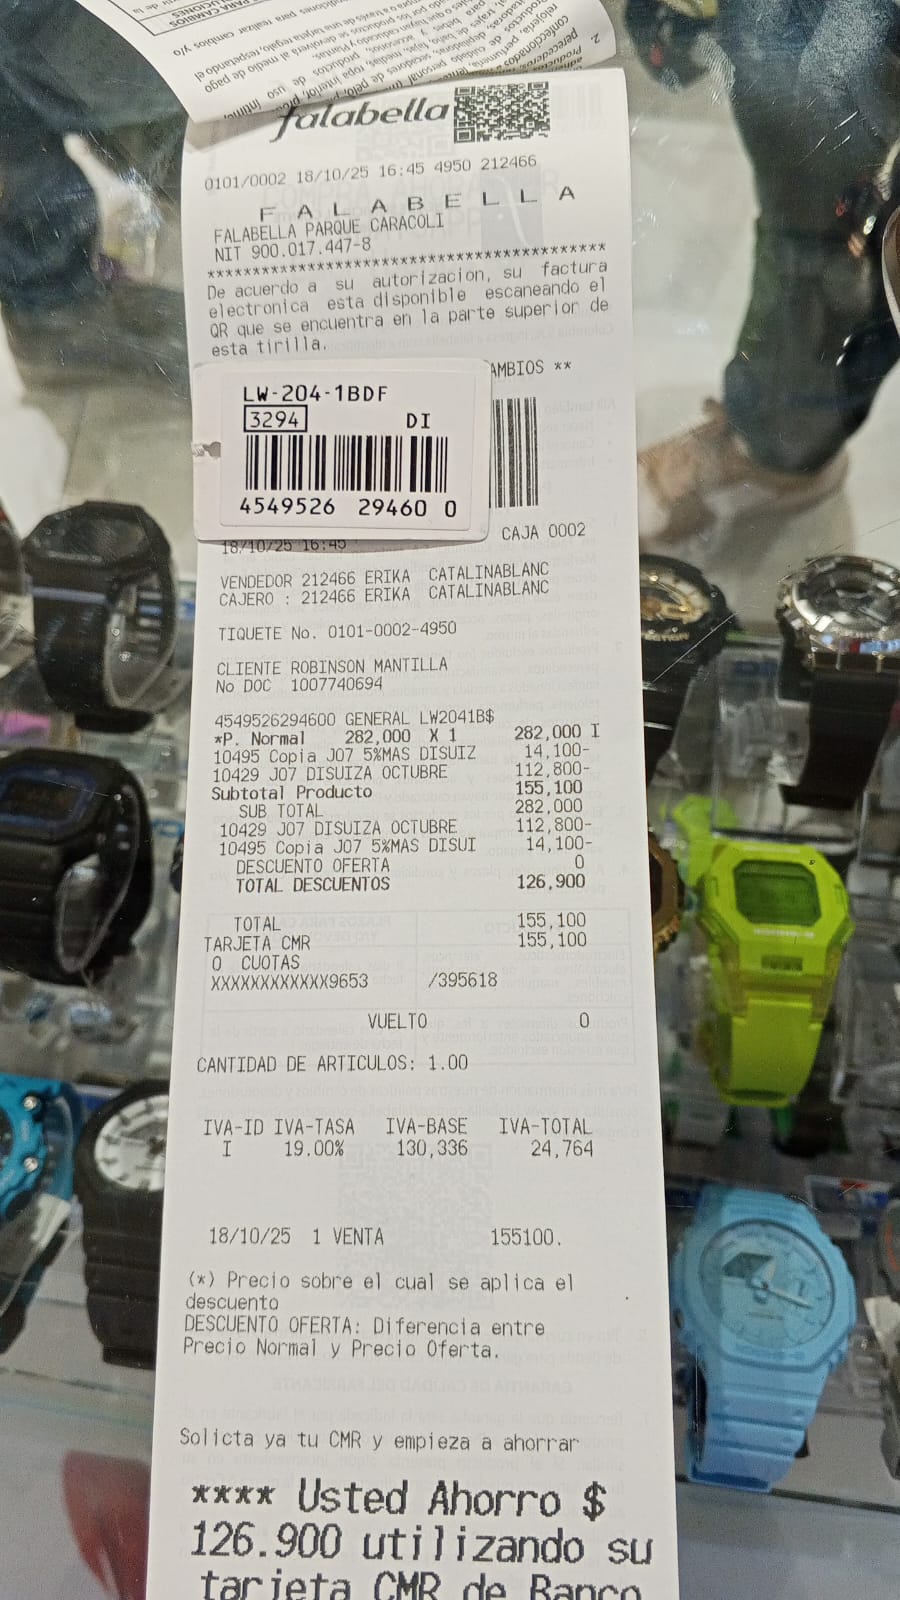 falabella
0101/0002 18/10/25 16:45 4950 212466
F A L A B E L L A
FALABELLA PARQUE CARACOLI
NIT 900.017.447-8
******************************************
De acuerdo a su autorizacion, su factura
electronica esta disponible escaneando el
QR que se encuentra en la parte superior de
esta tirilla.
AMBIOS **
LW-204-1BDF
3294 DI
4549526 29460 0
18/10/25 16:45 CAJA 0002
VENDEDOR 212466 ERIKA CATALINABLANC
CAJERO : 212466 ERIKA CATALINABLANC
TIQUETE No. 0101-0002-4950
CLIENTE ROBINSON MANTILLA
No DOC 1007740694
4549526294600 GENERAL LW2041B$
*P. Normal 282,000 X 1 282,000 I
10495 Copia J07 5%MAS DISUIZ 14,100-
10429 J07 DISUIZA OCTUBRE 112,800-
Subtotal Producto 155,100
SUB TOTAL 282,000
10429 J07 DISUIZA OCTUBRE 112,800-
10495 Copia J07 5%MAS DISUI 14,100-
DESCUENTO OFERTA 0
TOTAL DESCUENTOS 126,900
TOTAL 155,100
TARJETA CMR 155,100
0 CUOTAS
XXXXXXXXXXXX9653 /395618
VUELTO 0
CANTIDAD DE ARTICULOS: 1.00
IVA-ID IVA-TASA IVA-BASE IVA-TOTAL
I 19.00% 130,336 24,764
18/10/25 1 VENTA 155100.
(*) Precio sobre el cual se aplica el
descuento
DESCUENTO OFERTA: Diferencia entre
Precio Normal y Precio Oferta.
Solicta ya tu CMR y empieza a ahorrar
**** Usted Ahorro $
126.900 utilizando su
tarjeta CMR de Banco